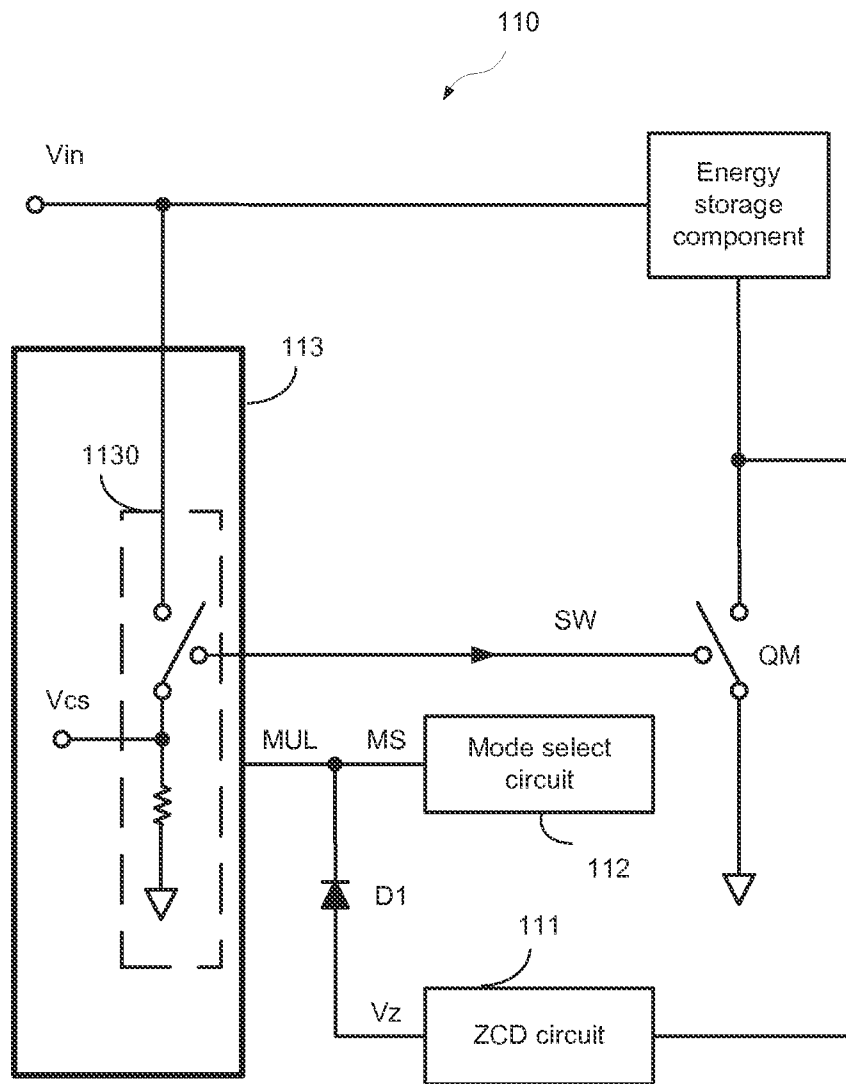 110
Vin
Energy
storage
component
113
1130
SW
QM
Vcs
MUL
MS
Mode select
circuit
112
D1
111
Vz
ZCD circuit